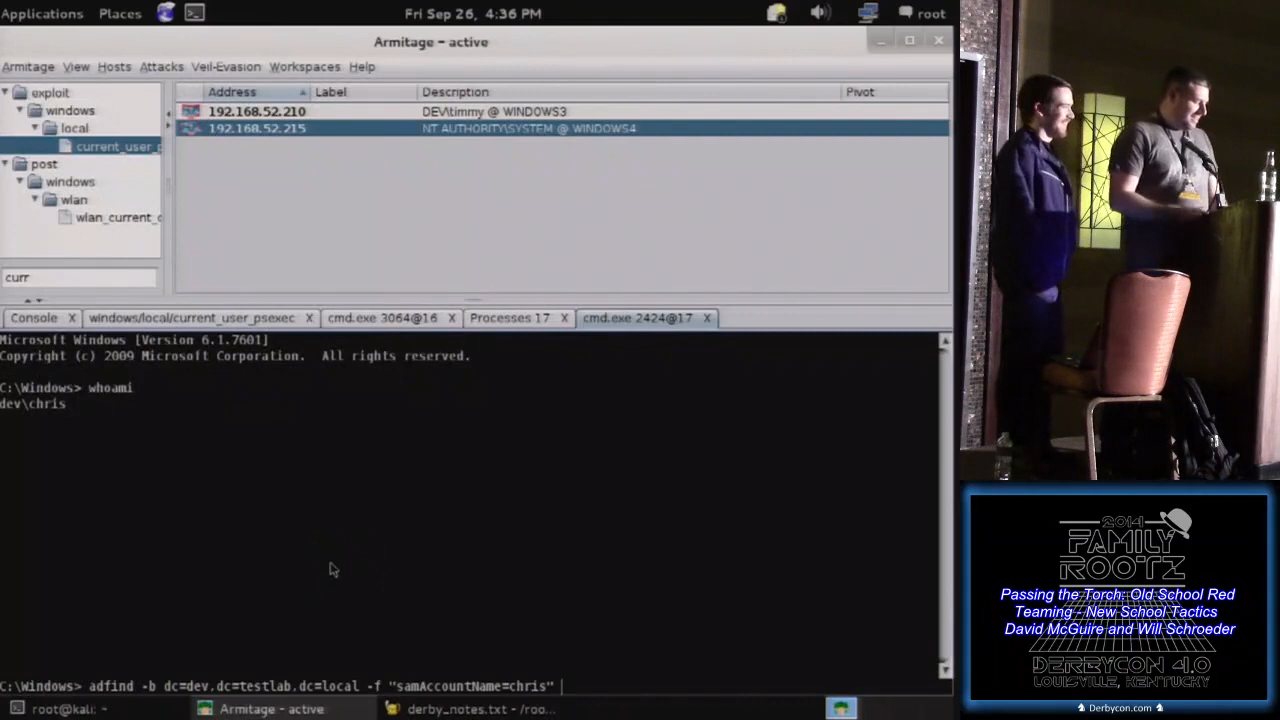 Applications Places Fri Sep 26, 4:36 PM root
Armitage - active
Armitage View Hosts Attacks Veil-Evasion Workspaces Help
exploit
windows
local
current_user_p
post
windows
wlan
wlan_current_c
curr
Address Label Description Pivot
192.168.52.210 DEV\timmy @ WINDOWS3
192.168.52.215 NT AUTHORITY\SYSTEM @ WINDOWS4
Console X windows/local/current_user_psexec X cmd.exe 3064@16 X Processes 17 X cmd.exe 2424@17 X
Microsoft Windows [Version 6.1.7601]
Copyright (c) 2009 Microsoft Corporation. All rights reserved.
C:\Windows> whoami
dev\chris
C:\Windows> adfind -b dc=dev,dc=testlab,dc=local -f "samAccountName=chris"
root@kali: ~ Armitage - active derby_notes.txt - /roo...
2014
FAMILY
ROOTZ
Passing the Torch: Old School Red
Teaming - New School Tactics
David McGuire and Will Schroeder
DERBYCON 4.0
LOUISVILLE, KENTUCKY
Derbycon.com